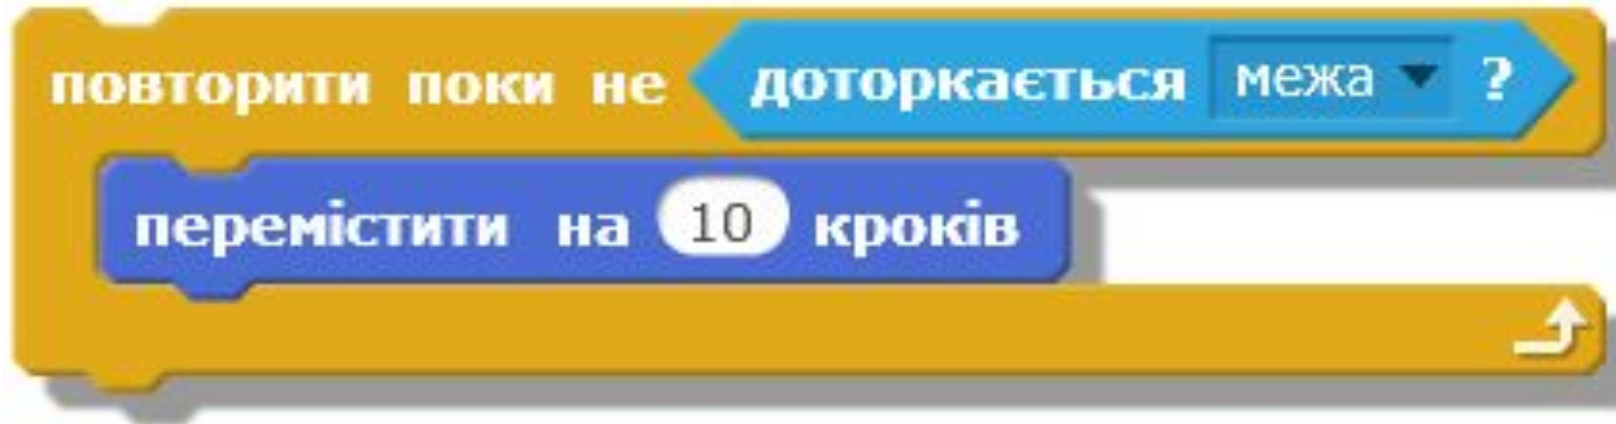 повторити поки не доторкається межа ?
перемістити на 10 кроків